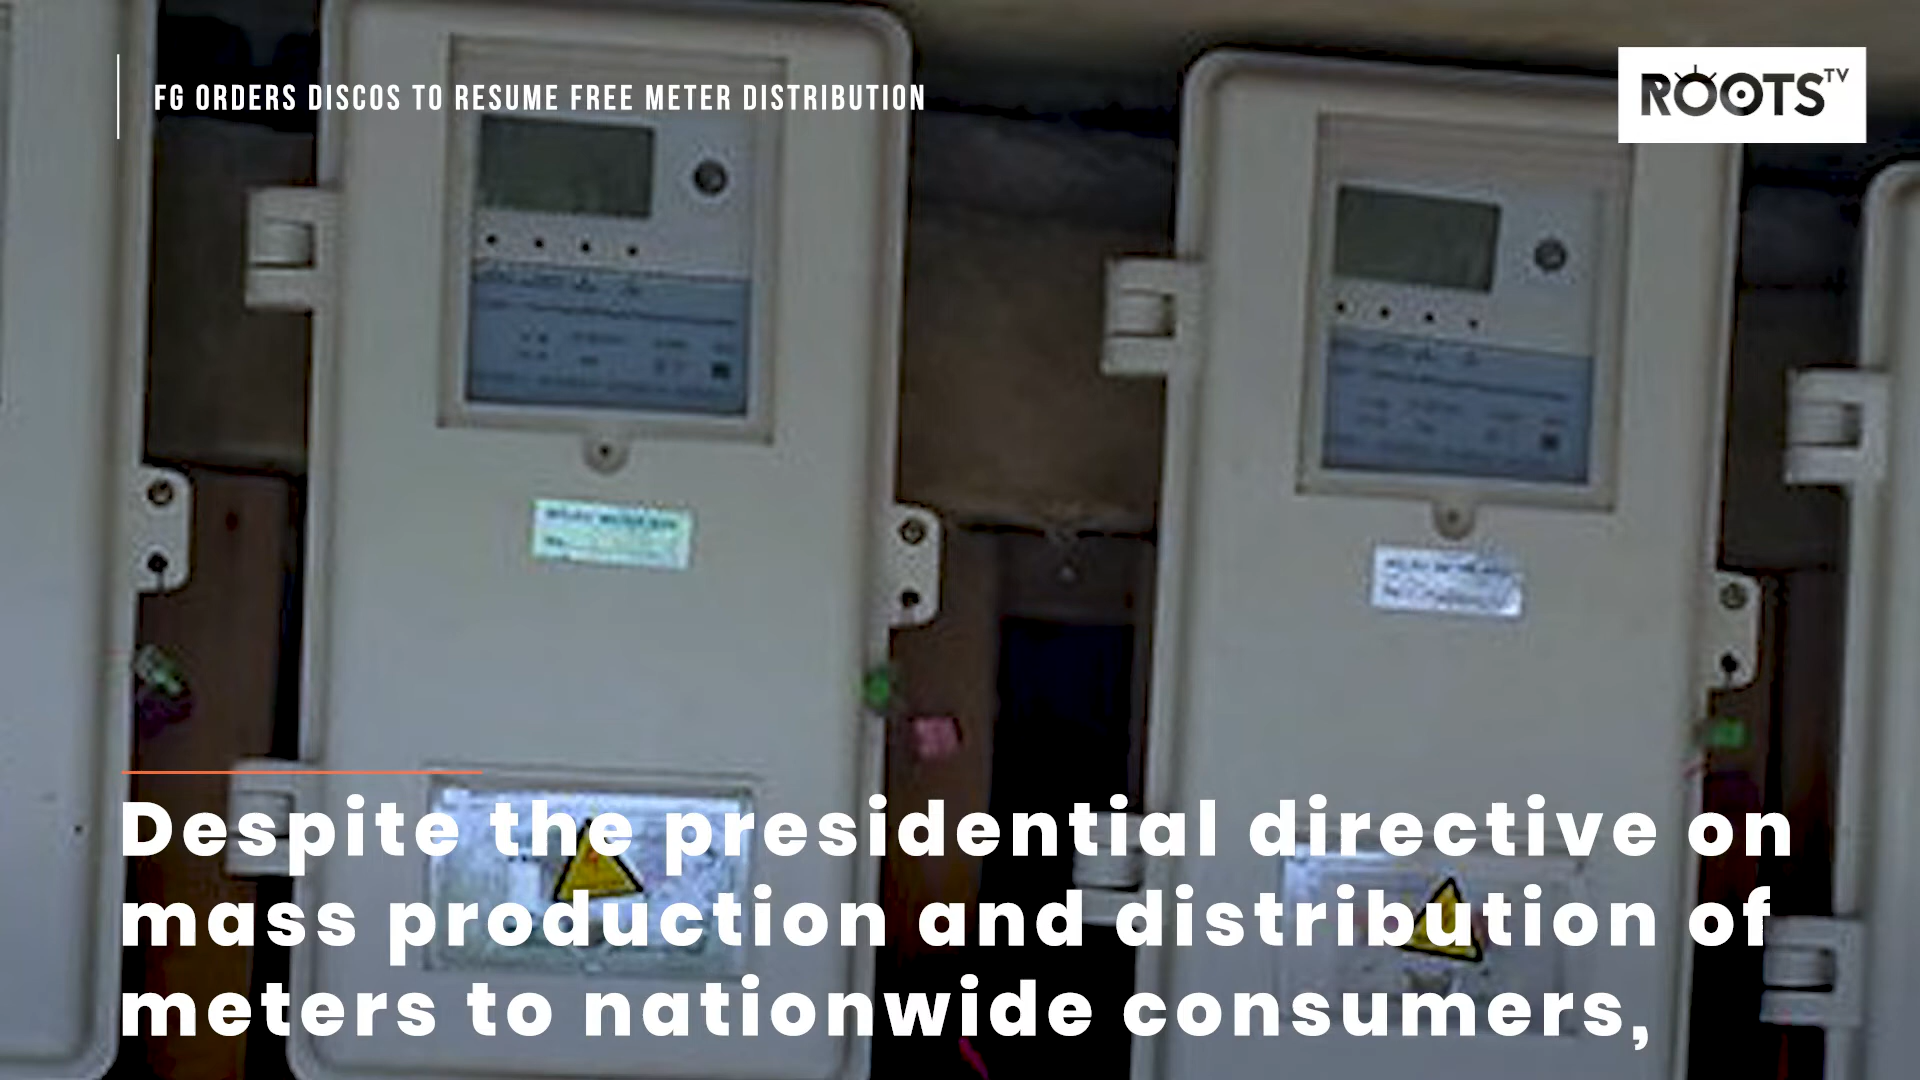 FG ORDERS DISCOS TO RESUME FREE METER DISTRIBUTION
ROOTS TV
Despite the presidential directive on
mass production and distribution of
meters to nationwide consumers,